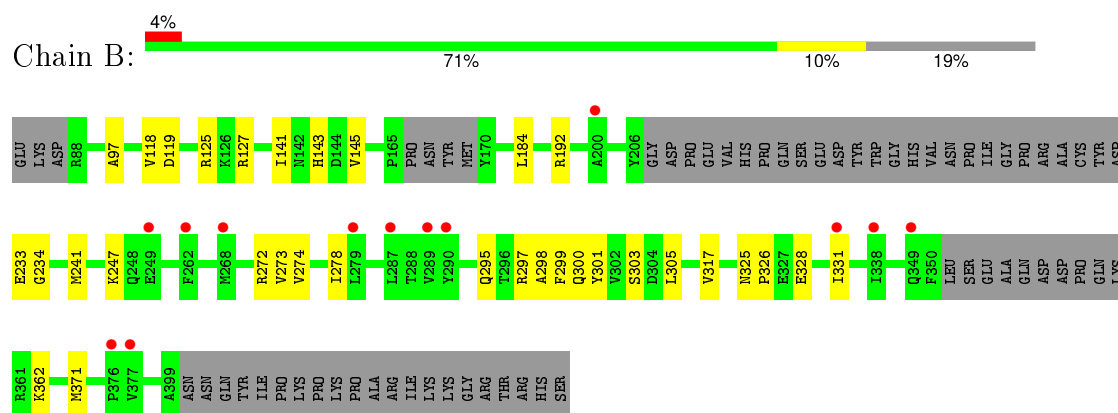 4%
Chain B:
71% 10% 19%
GLU LYS ASP R88 A97 V118 D119 R125 K126 R127 I141 N142 H143 D144 V145 P165 PRO ASN TYR MET Y170 L184 R192 A200 Y206 GLY ASP PRO GLU VAL HIS PRO GLN SER GLU ASP TYR TRP GLY HIS VAL ASN PRO ILE GLY PRO ARG ALA CYS TYR ASP
E233 G234 M241 K247 Q248 E249 F262 M268 R272 V273 V274 I278 L279 L287 T288 V289 Y290 Q295 T296 R297 A298 F299 Q300 Y301 V302 S303 D304 L305 V317 N325 P326 E327 E328 I331 I338 Q349 F350 LEU SER GLU ALA GLN ASP ASP PRO GLN LYS
R361 K362 M371 P376 V377 A399 ASN ASN GLN TYR ILE PRO LYS PRO PRO LYS PRO ALA ARG ILE LYS LYS GLY ARG THR ARG HIS SER